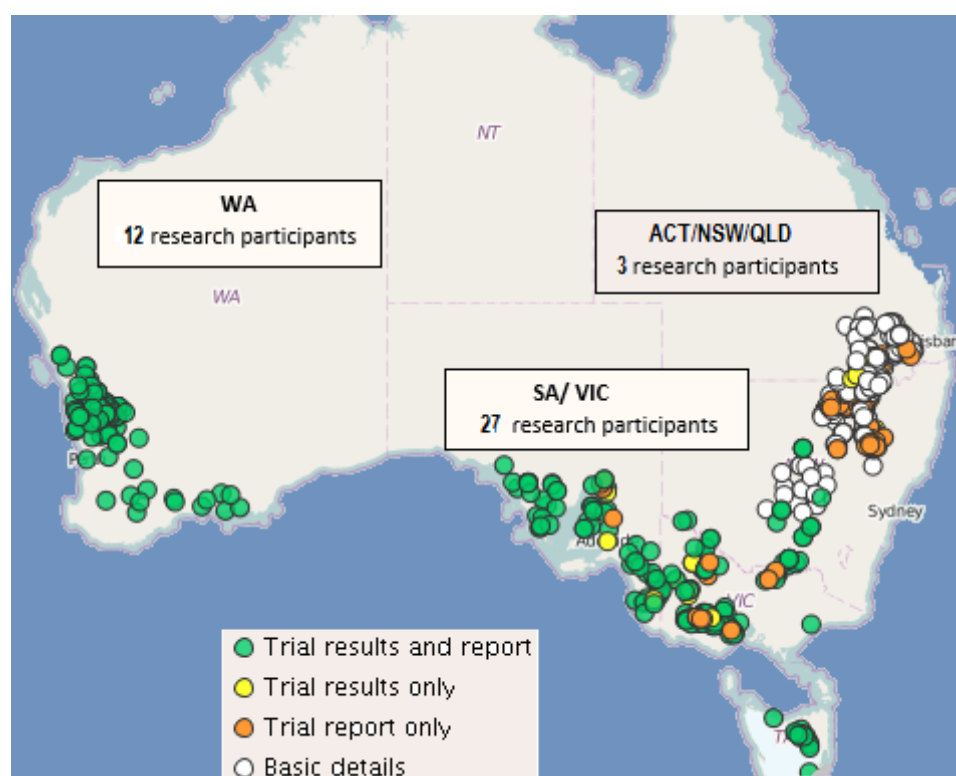 NT
WA
12 research participants
ACT/NSW/QLD
3 research participants
WA
SA/ VIC
27 research participants
Sydney
VIC
Trial results and report
Trial results only
Trial report only
Basic details